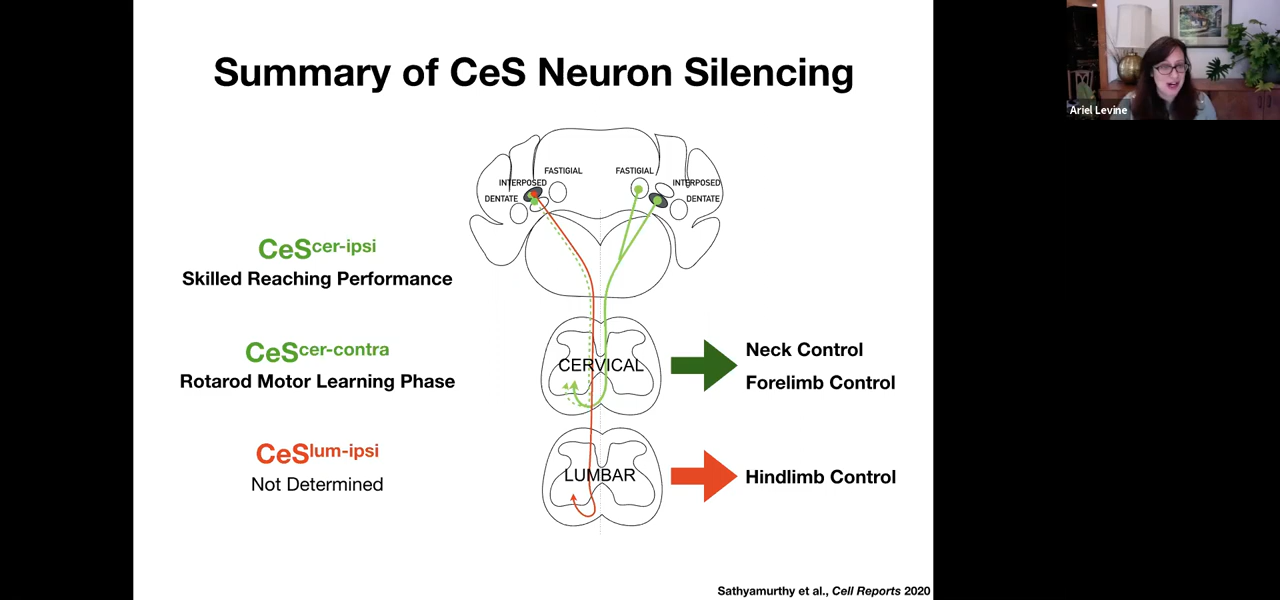 Summary of CeS Neuron Silencing
Ariel Levine
FASTIGIAL
FASTIGIAL
INTERPOSED
INTERPOSED
DENTATE
DENTATE
CeScer-ipsi
Skilled Reaching Performance
CeScer-contra
Rotarod Motor Learning Phase
CERVICAL
Neck Control
Forelimb Control
CeSlum-ipsi
Not Determined
LUMBAR
Hindlimb Control
Sathyamurthy et al., Cell Reports 2020